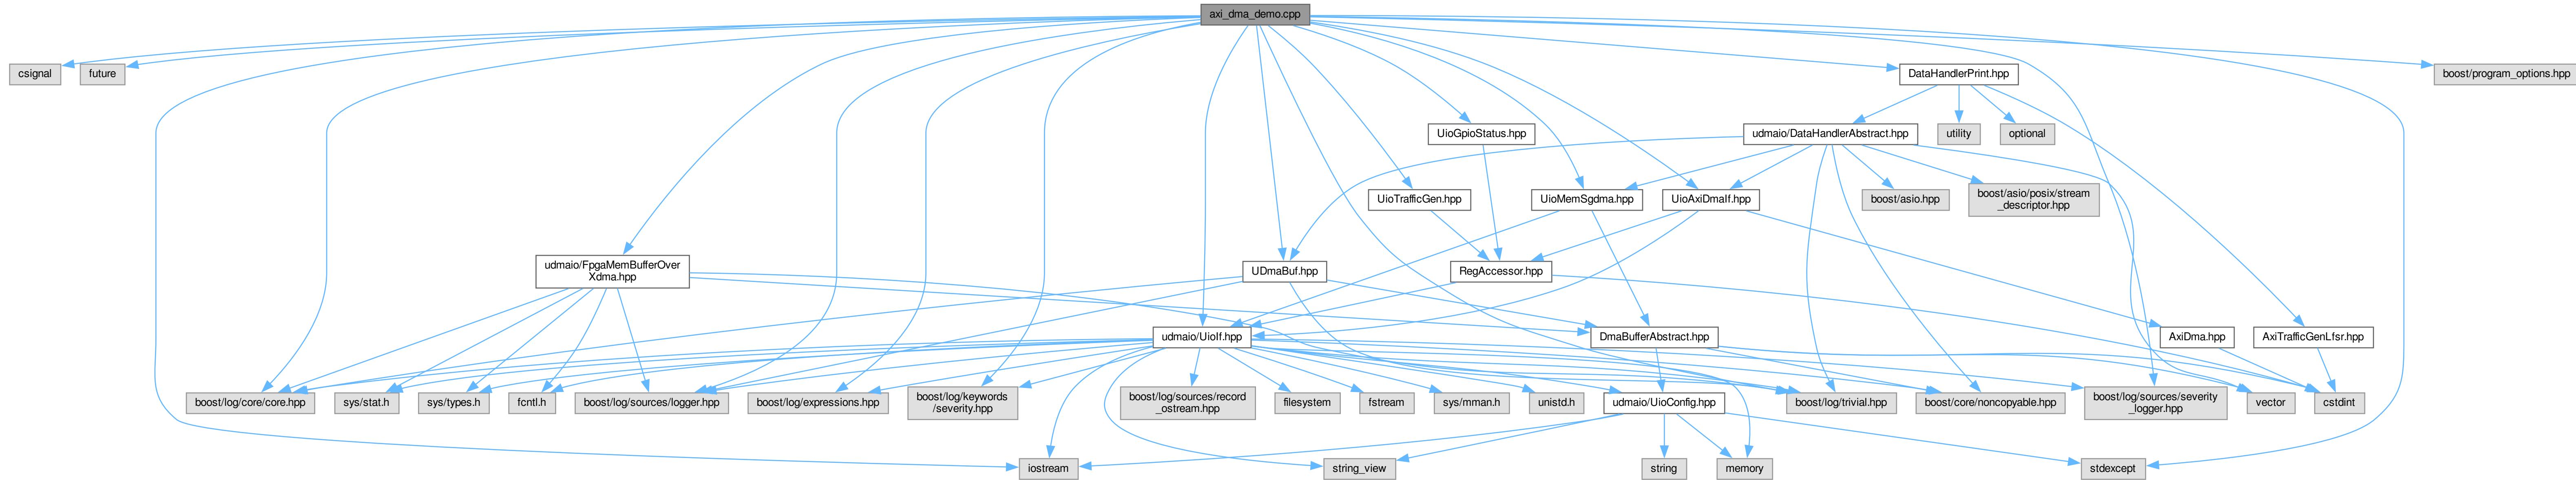 axi_dma_demo.cpp
csignal
future
DataHandlerPrint.hpp
boost/program_options.hpp
UioGpioStatus.hpp
udmaio/DataHandlerAbstract.hpp
utility
optional
UioTrafficGen.hpp
UioMemSgdma.hpp
UioAxiDmaIf.hpp
boost/asio.hpp
boost/asio/posix/stream
_descriptor.hpp
udmaio/FpgaMemBufferOver
Xdma.hpp
UDmaBuf.hpp
RegAccessor.hpp
udmaio/UioIf.hpp
DmaBufferAbstract.hpp
AxiDma.hpp
AxiTrafficGenLfsr.hpp
boost/log/core/core.hpp
sys/stat.h
sys/types.h
fcntl.h
boost/log/sources/logger.hpp
boost/log/expressions.hpp
boost/log/keywords
/severity.hpp
boost/log/sources/record
_ostream.hpp
filesystem
fstream
sys/mman.h
unistd.h
udmaio/UioConfig.hpp
boost/log/trivial.hpp
boost/core/noncopyable.hpp
boost/log/sources/severity
_logger.hpp
vector
cstdint
iostream
string_view
string
memory
stdexcept